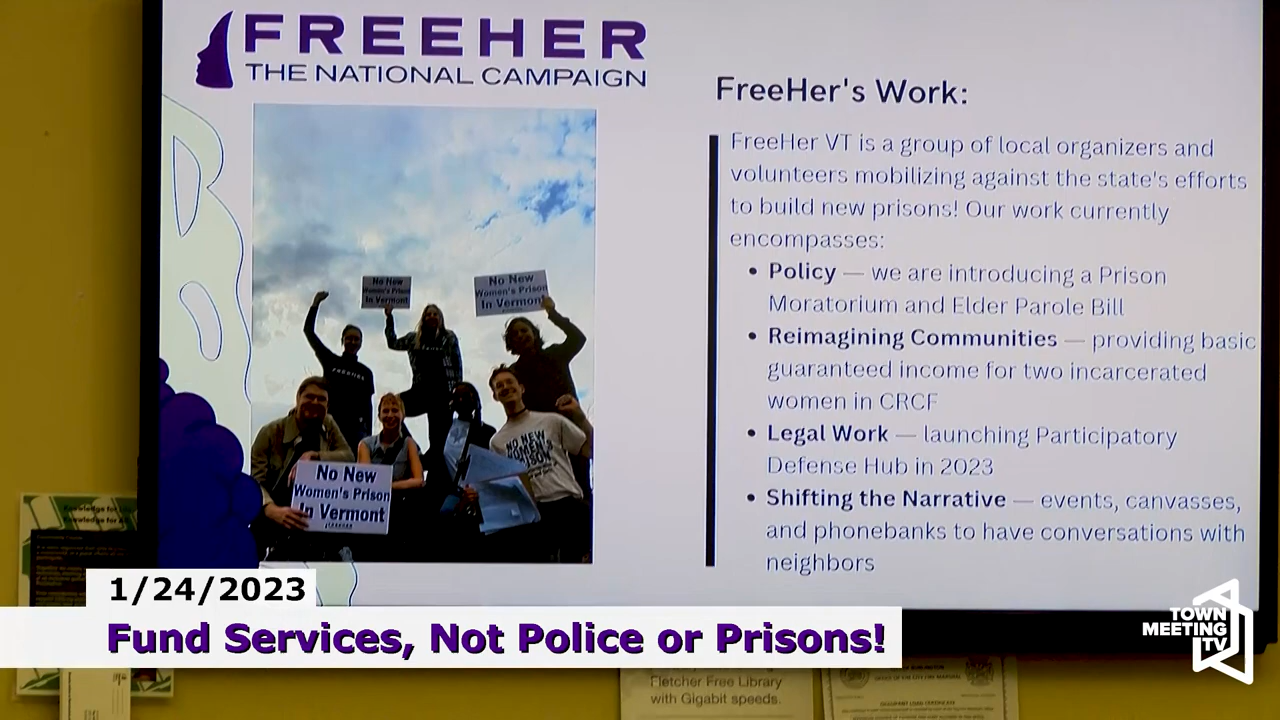 FREEHER
THE NATIONAL CAMPAIGN
FreeHer's Work:
FreeHer VT is a group of local organizers and
volunteers mobilizing against the state's efforts
to build new prisons! Our work currently
encompasses:
• Policy — we are introducing a Prison
Moratorium and Elder Parole Bill
• Reimagining Communities — providing basic
guaranteed income for two incarcerated
women in CRCF
• Legal Work — launching Participatory
Defense Hub in 2023
• Shifting the Narrative — events, canvasses,
and phonebanks to have conversations with
neighbors
No New
Women's Prison
In Vermont
No New
Women's Prison
In Vermont
No New
Women's Prison
In Vermont
FREEHER
NO NEW
WOMEN'S
PRISON
1/24/2023
Fund Services, Not Police or Prisons!
TOWN
MEETING
TV
Fletcher Free Library
with Gigabit speeds.